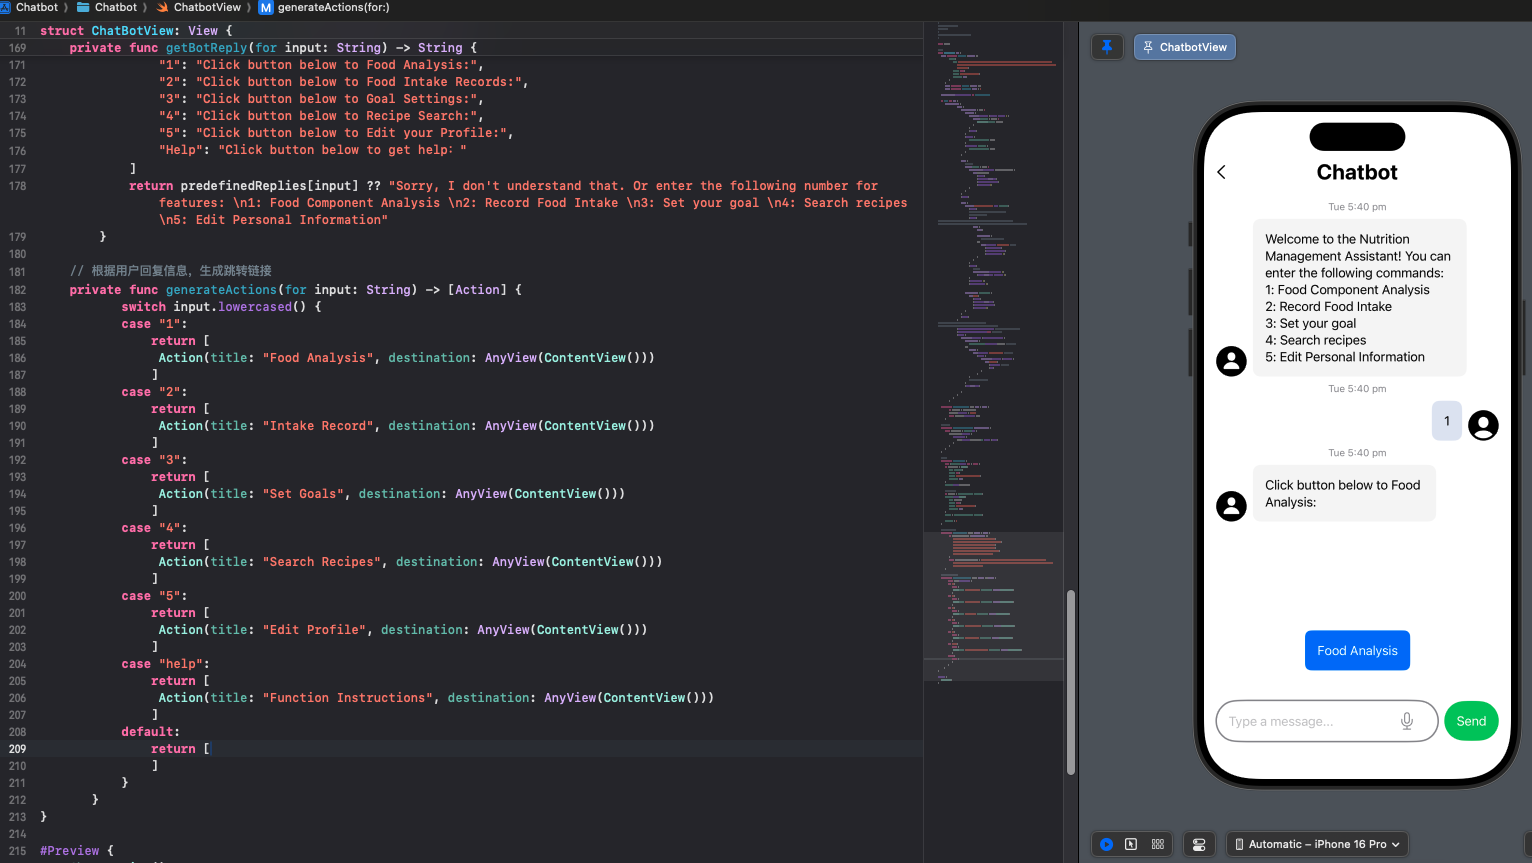 Chatbot 〉 Chatbot 〉 ChatbotView 〉 M generateActions(for:)
11 struct ChatBotView: View {
169 private func getBotReply(for input: String) -> String {
171 "1": "Click button below to Food Analysis:",
172 "2": "Click button below to Food Intake Records:",
173 "3": "Click button below to Goal Settings:",
174 "4": "Click button below to Recipe Search:",
175 "5": "Click button below to Edit your Profile:",
176 "Help": "Click button below to get help："
177 ]
178 return predefinedReplies[input] ?? "Sorry, I don't understand that. Or enter the following number for
features: \n1: Food Component Analysis \n2: Record Food Intake \n3: Set your goal \n4: Search recipes
\n5: Edit Personal Information"
179 }
180
181 // 根据用户回复信息，生成跳转链接
182 private func generateActions(for input: String) -> [Action] {
183 switch input.lowercased() {
184 case "1":
185 return [
186 Action(title: "Food Analysis", destination: AnyView(ContentView()))
187 ]
188 case "2":
189 return [
190 Action(title: "Intake Record", destination: AnyView(ContentView()))
191 ]
192 case "3":
193 return [
194 Action(title: "Set Goals", destination: AnyView(ContentView()))
195 ]
196 case "4":
197 return [
198 Action(title: "Search Recipes", destination: AnyView(ContentView()))
199 ]
200 case "5":
201 return [
202 Action(title: "Edit Profile", destination: AnyView(ContentView()))
203 ]
204 case "help":
205 return [
206 Action(title: "Function Instructions", destination: AnyView(ContentView()))
207 ]
208 default:
209 return [
210 ]
211 }
212 }
213 }
214
215 #Preview {
ChatbotView
Chatbot
Tue 5:40 pm
Welcome to the Nutrition
Management Assistant! You can
enter the following commands:
1: Food Component Analysis
2: Record Food Intake
3: Set your goal
4: Search recipes
5: Edit Personal Information
Tue 5:40 pm
1
Tue 5:40 pm
Click button below to Food
Analysis:
Food Analysis
Type a message...
Send
Automatic – iPhone 16 Pro